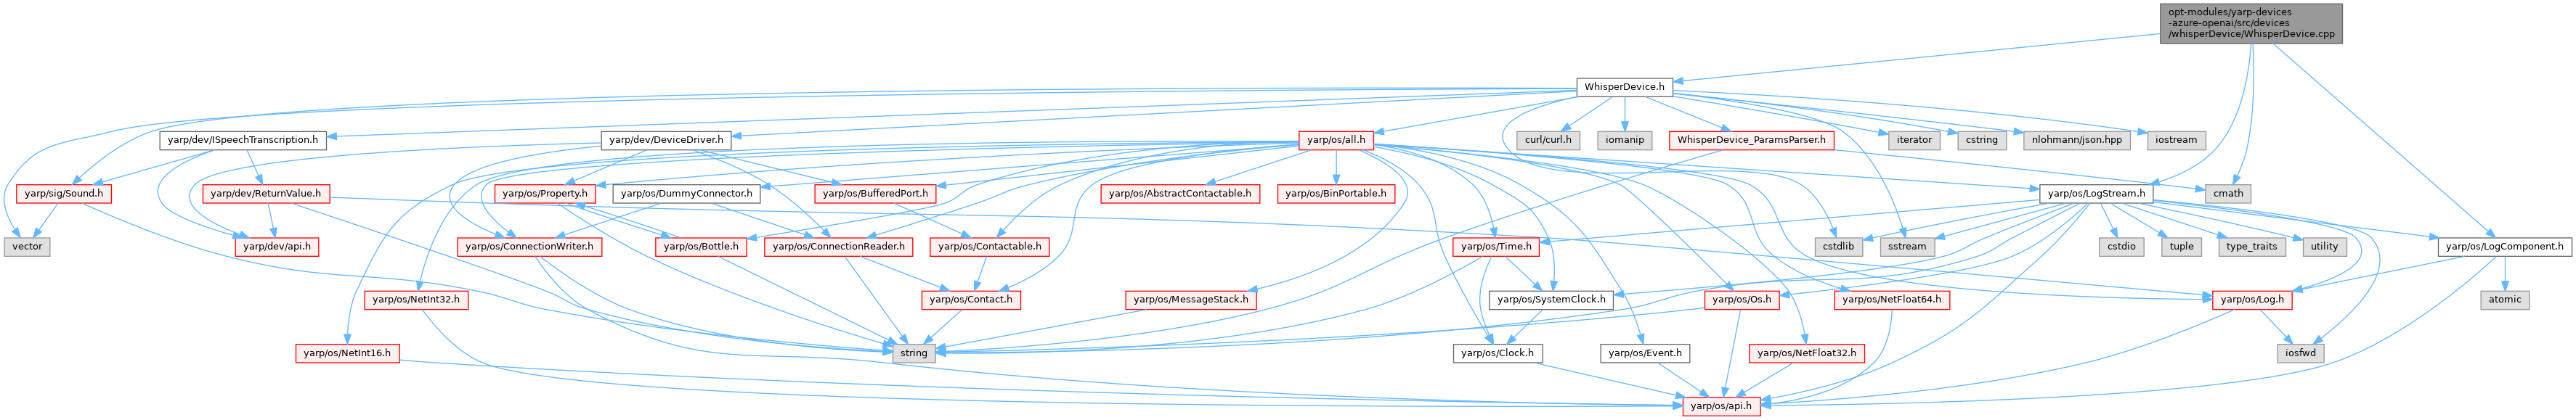 opt-modules/yarp-devices
-azure-openai/src/devices
/whisperDevice/WhisperDevice.cpp
WhisperDevice.h
yarp/dev/ISpeechTranscription.h
yarp/dev/DeviceDriver.h
yarp/os/all.h
curl/curl.h
iomanip
WhisperDevice_ParamsParser.h
iterator
cstring
nlohmann/json.hpp
iostream
yarp/sig/Sound.h
yarp/dev/ReturnValue.h
yarp/os/Property.h
yarp/os/DummyConnector.h
yarp/os/BufferedPort.h
yarp/os/AbstractContactable.h
yarp/os/BinPortable.h
yarp/os/LogStream.h
cmath
vector
yarp/dev/api.h
yarp/os/ConnectionWriter.h
yarp/os/Bottle.h
yarp/os/ConnectionReader.h
yarp/os/Contactable.h
yarp/os/Time.h
cstdlib
sstream
cstdio
tuple
type_traits
utility
yarp/os/LogComponent.h
yarp/os/NetInt32.h
yarp/os/Contact.h
yarp/os/MessageStack.h
yarp/os/SystemClock.h
yarp/os/Os.h
yarp/os/NetFloat64.h
yarp/os/Log.h
atomic
yarp/os/NetInt16.h
string
yarp/os/Clock.h
yarp/os/Event.h
yarp/os/NetFloat32.h
iosfwd
yarp/os/api.h